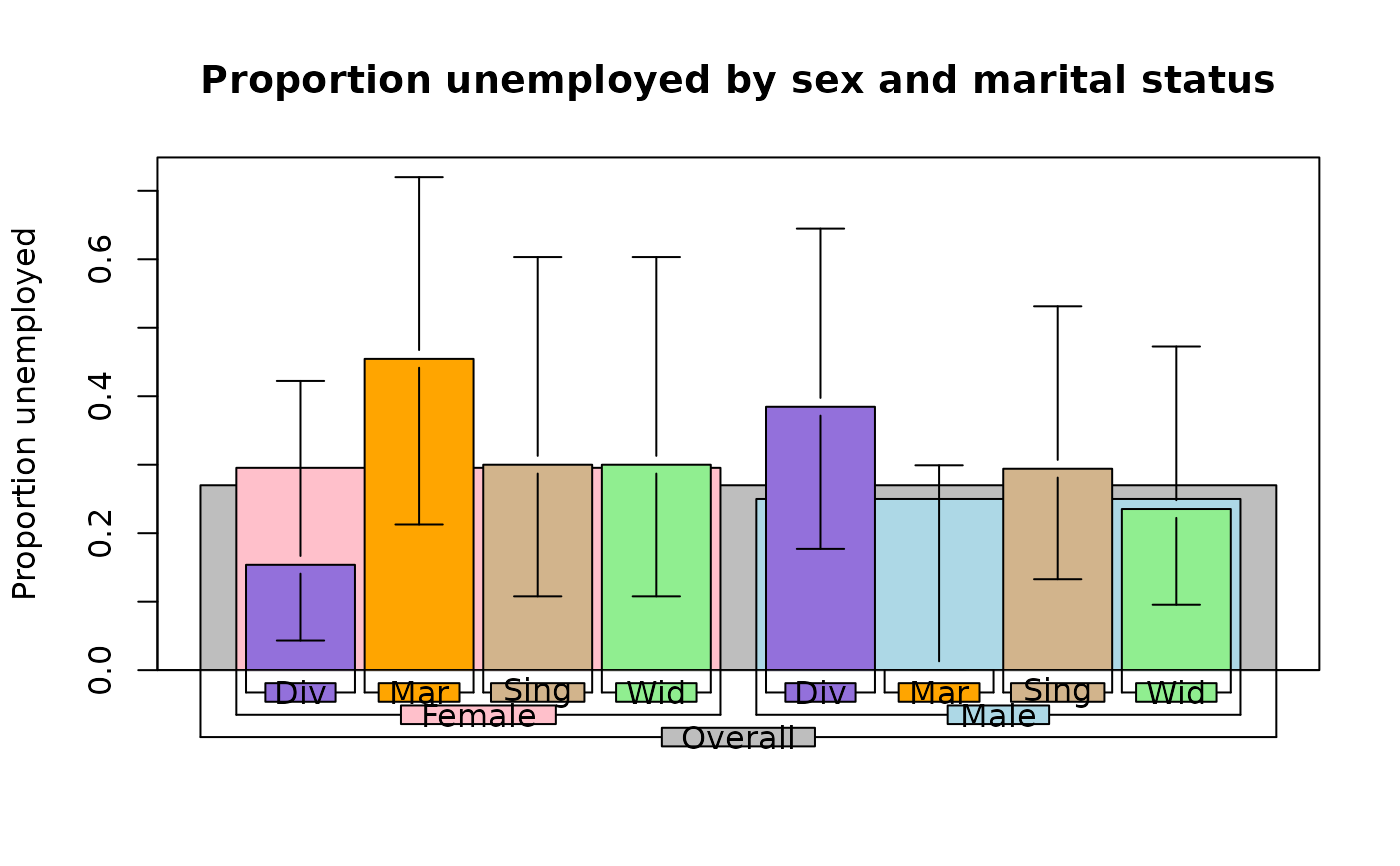 Proportion unemployed by sex and marital status
Proportion unemployed
0.6
0.4
0.2
0.0
Div Mar Sing Wid Div Mar Sing Wid
Female Male
Overall